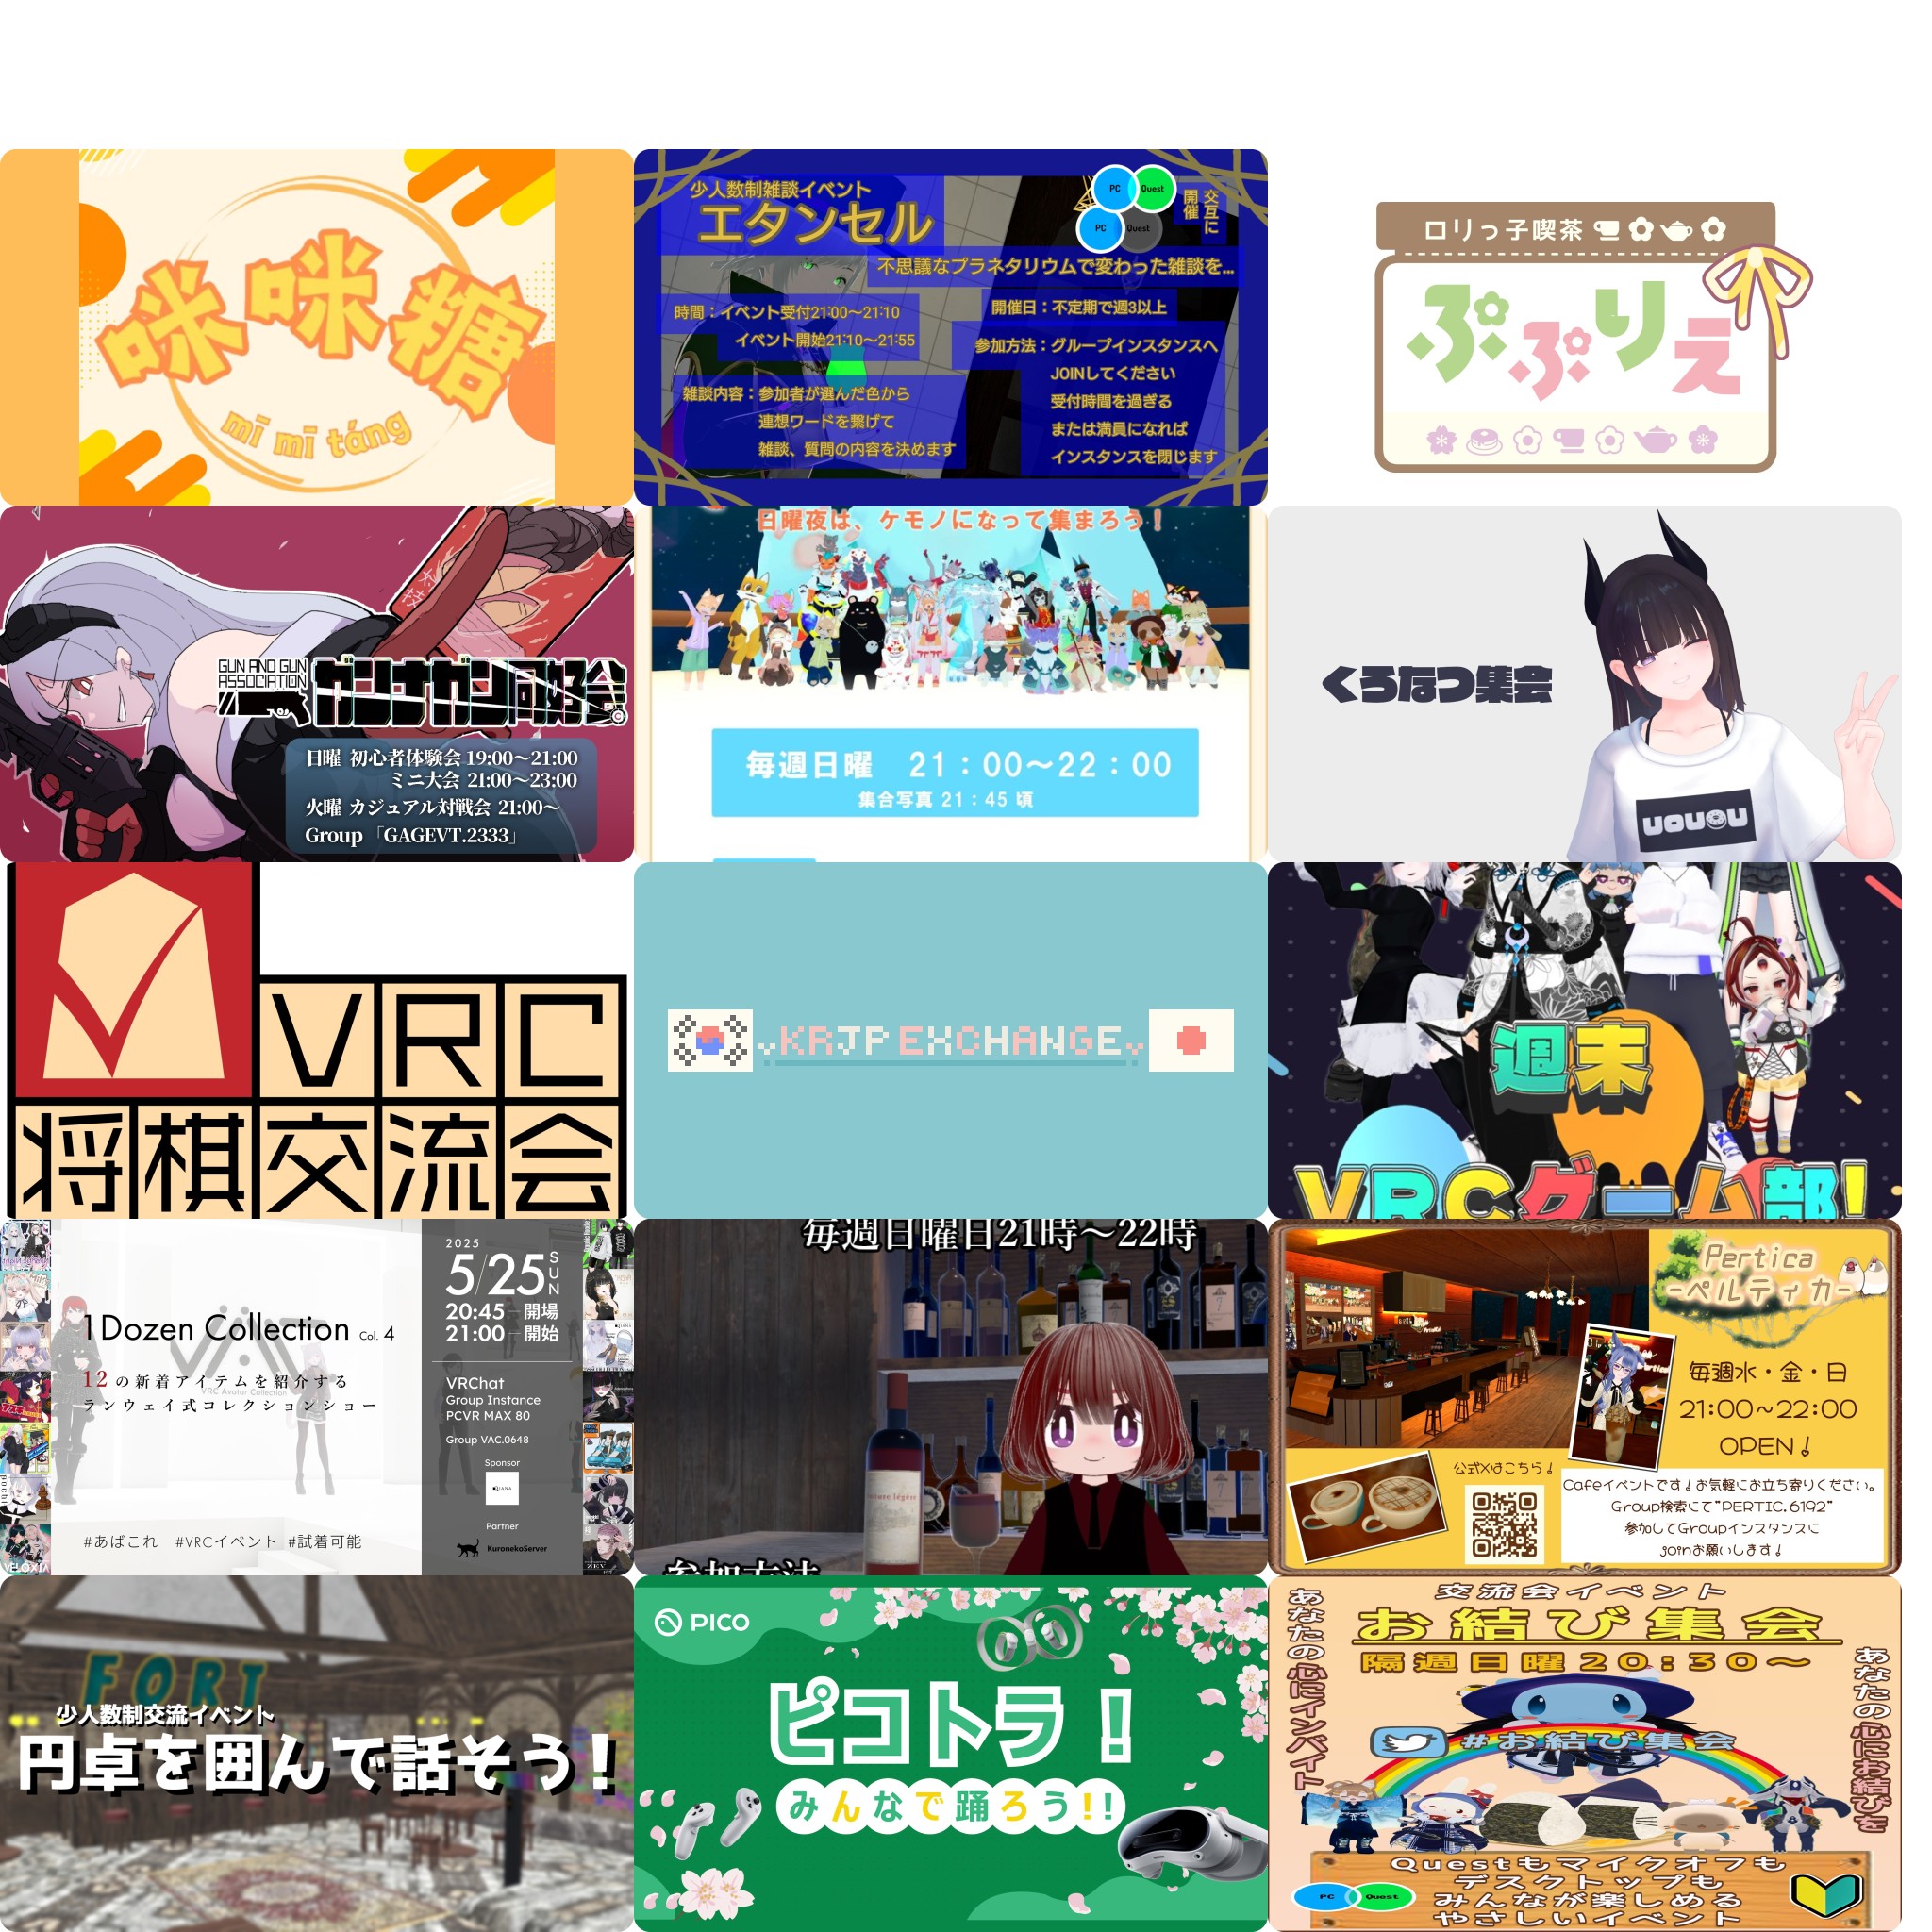 咪咪糖
mī mī táng
少人数制雑談イベント
エタンセル
PC
Quest
PC
Quest
交互に
開催
不思議なプラネタリウムで変わった雑談を...
時間：イベント受付21:00〜21:10
イベント開始21:10〜21:55
開催日：不定期で週3以上
参加方法：グループインスタンスへ
JOINしてください
受付時間を過ぎる
または満員になれば
インスタンスを閉じます
雑談内容：参加者が選んだ色から
連想ワードを繋げて
雑談、質問の内容を決めます
ロリっ子喫茶
ぷぷりえ
GUN AND GUN
ASSOCIATION
ガンナガン同好会
日曜 初心者体験会 19:00〜21:00
ミニ大会 21:00〜23:00
火曜 カジュアル対戦会 21:00〜
Group 「GAGEVT.2333」
日曜夜は、ケモノになって集まろう！
毎週日曜 21：00〜22：00
集合写真 21：45 頃
くろなつ集会
uouou
VRC
将棋交流会
KRJP EXCHANGE
週末
VRCゲーム部!
1Dozen Collection Col. 4
12の新着アイテムを紹介する
VRC Avatar Collection
ランウェイ式コレクションショー
#あばこれ #VRCイベント #試着可能
2025
5/25 SUN
20:45 — 開場
21:00 — 開始
VRChat
Group Instance
PCVR MAX 80
Group VAC.0648
Sponsor
JANA
Partner
KuronekoServer
毎週日曜日21時〜22時
参加方法
Pertica
-ペルティカ-
毎週水・金・日
21:00~22:00
OPEN！
公式Xはこちら！
Cafeイベントです！お気軽にお立ち寄りください。
Group検索にて"PERTIC.6192"
参加してGroupインスタンスに
joinお願いします！
FORT
少人数制交流イベント
円卓を囲んで話そう！
PICO
ピコトラ！
みんなで踊ろう!!
交流会イベント
お結び集会
隔週日曜20:30〜
あなたの心にインバイト
あなたの心にお結びを
#お結び集会
Questもマイクオフも
デスクトップも
みんなが楽しめる
やさしいイベント
PC
Quest